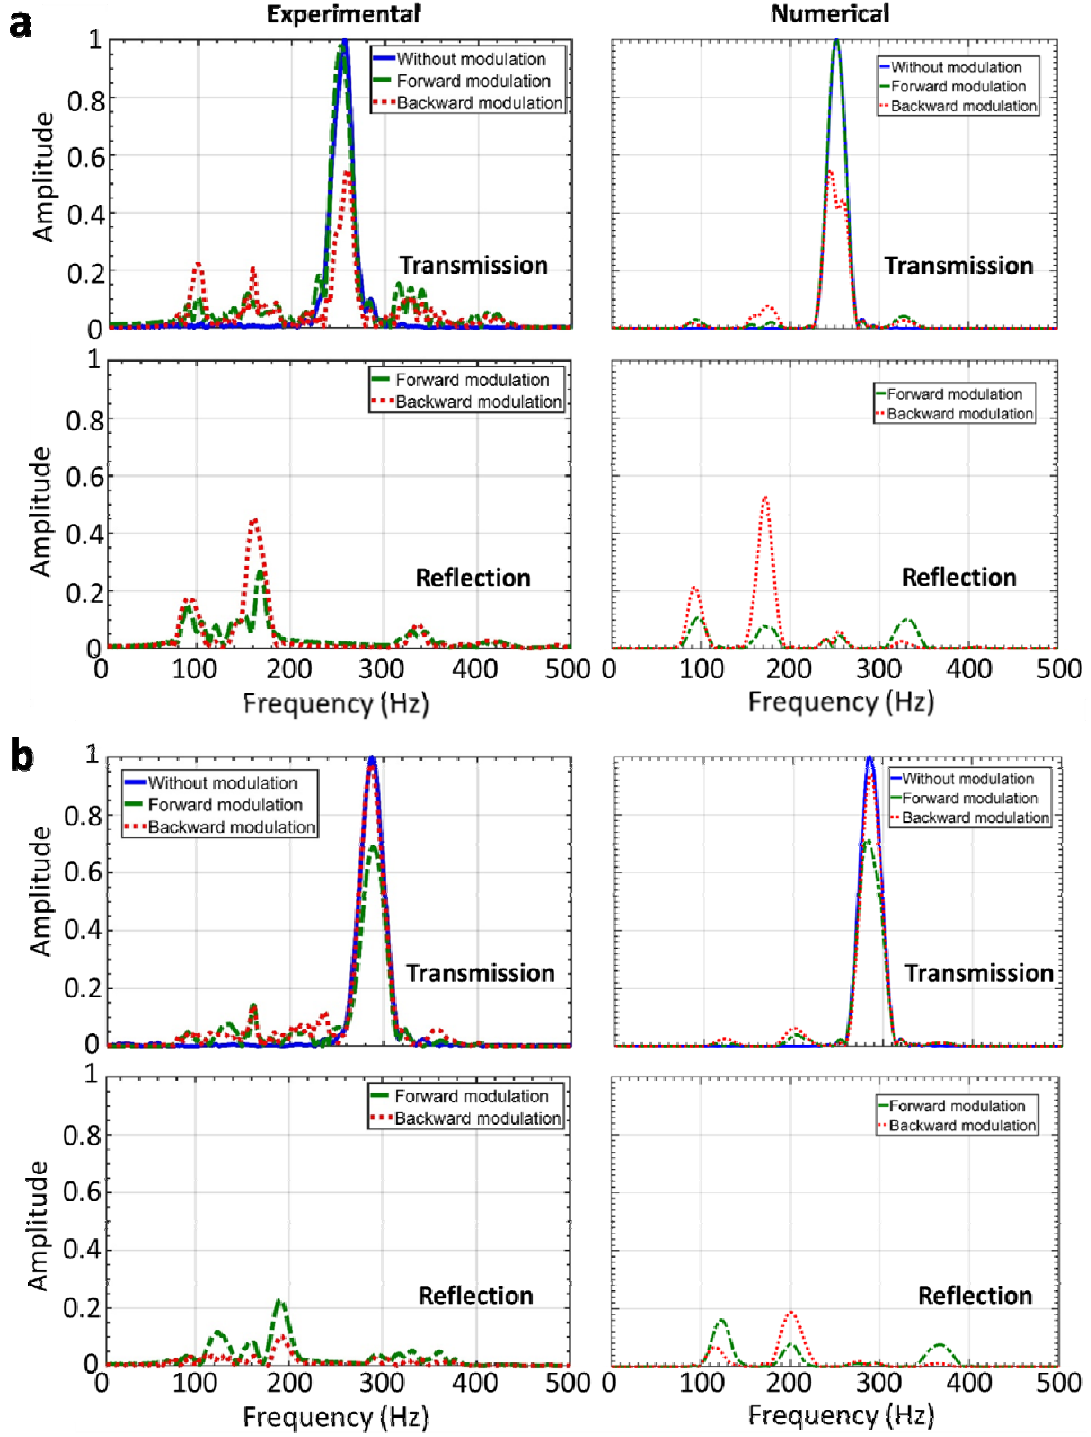 a
Experimental
Numerical
1
0.8
0.6
0.4
0.2
0
Amplitude
Without modulation
Forward modulation
Backward modulation
Transmission
Without modulation
Forward modulation
Backward modulation
Transmission
1
0.8
0.6
0.4
0.2
0
Amplitude
Forward modulation
Backward modulation
Reflection
Forward modulation
Backward modulation
Reflection
0 100 200 300 400 500
Frequency (Hz)
0 100 200 300 400 500
Frequency (Hz)
b
1
0.8
0.6
0.4
0.2
0
Amplitude
Without modulation
Forward modulation
Backward modulation
Transmission
Without modulation
Forward modulation
Backward modulation
Transmission
1
0.8
0.6
0.4
0.2
0
Amplitude
Forward modulation
Backward modulation
Reflection
Forward modulation
Backward modulation
Reflection
0 100 200 300 400 500
Frequency (Hz)
0 100 200 300 400 500
Frequency (Hz)